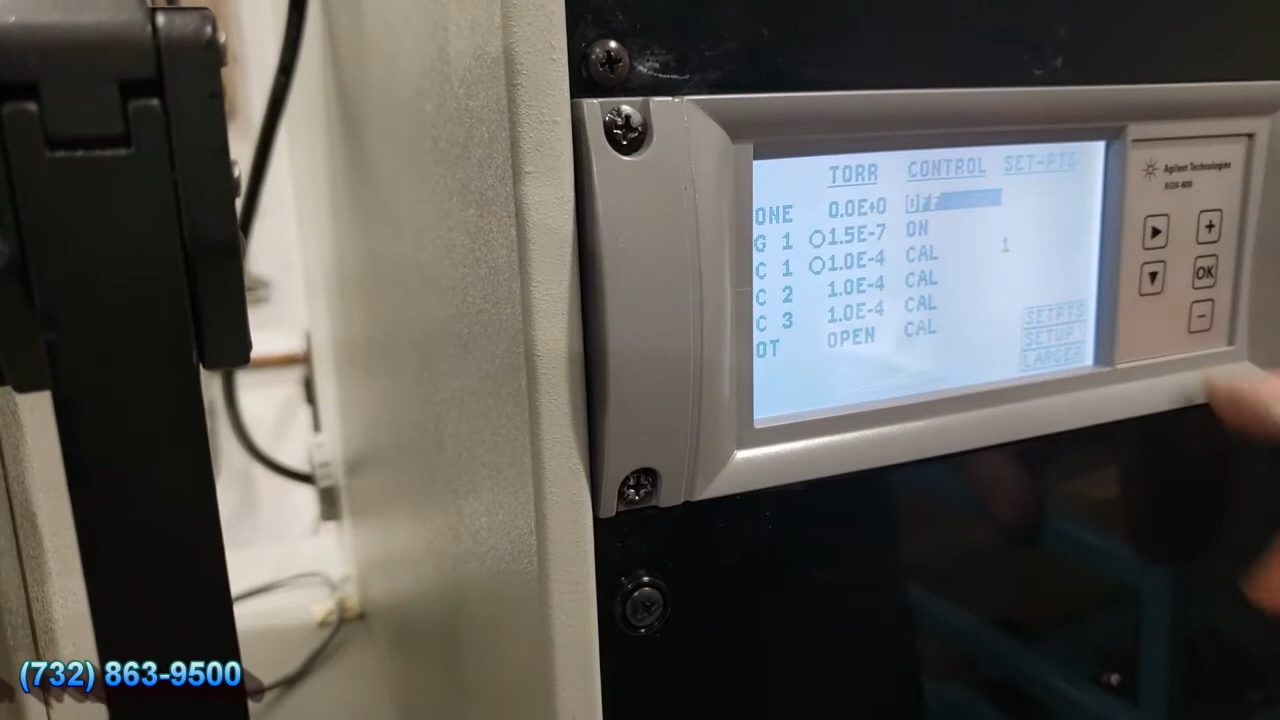 TORR CONTROL SET-PTS
ONE 0.0E+0 OFF
G 1 1.5E-7 ON
C 1 1.0E-4 CAL 1
C 2 1.0E-4 CAL
C 3 1.0E-4 CAL
OT OPEN CAL
SETPTS
SETUP
LARGER
Agilent Technologies
XGS-600
+
OK
−
(732) 863-9500